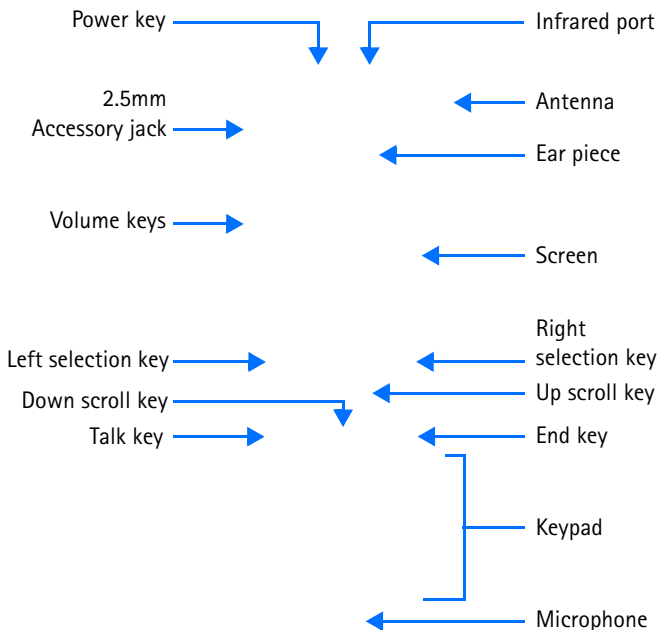 Power key
Infrared port
2.5mm
Accessory jack
Antenna
Ear piece
Volume keys
Screen
Left selection key
Right
selection key
Down scroll key
Up scroll key
Talk key
End key
Keypad
Microphone